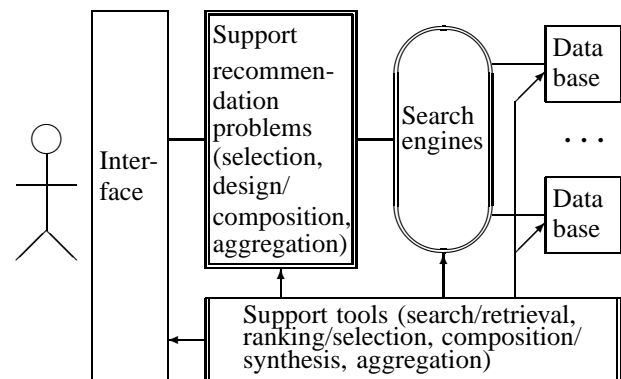 Inter-
face
Support
recommen-
dation
problems
(selection,
design/
composition,
aggregation)
Search
engines
Data
base
. . .
Data
base
Support tools (search/retrieval,
ranking/selection, composition/
synthesis, aggregation)